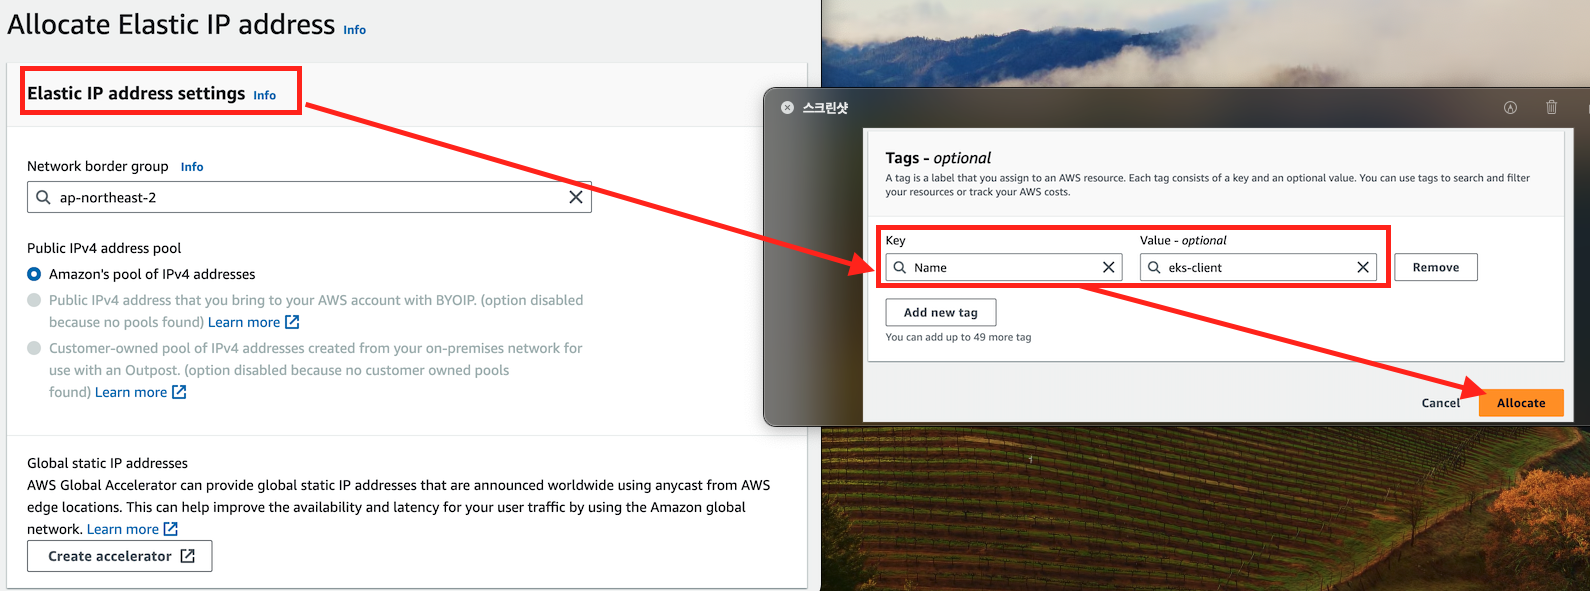 Allocate Elastic IP address Info
Elastic IP address settings Info
Network border group Info
ap-northeast-2
Public IPv4 address pool
Amazon's pool of IPv4 addresses
Public IPv4 address that you bring to your AWS account with BYOIP. (option disabled
because no pools found) Learn more
Customer-owned pool of IPv4 addresses created from your on-premises network for
use with an Outpost. (option disabled because no customer owned pools
found) Learn more
Global static IP addresses
AWS Global Accelerator can provide global static IP addresses that are announced worldwide using anycast from AWS
edge locations. This can help improve the availability and latency for your user traffic by using the Amazon global
network. Learn more
Create accelerator
스크린샷
Tags - optional
A tag is a label that you assign to an AWS resource. Each tag consists of a key and an optional value. You can use tags to search and filter
your resources or track your AWS costs.
Key Value - optional
Name eks-client Remove
Add new tag
You can add up to 49 more tag
Cancel Allocate